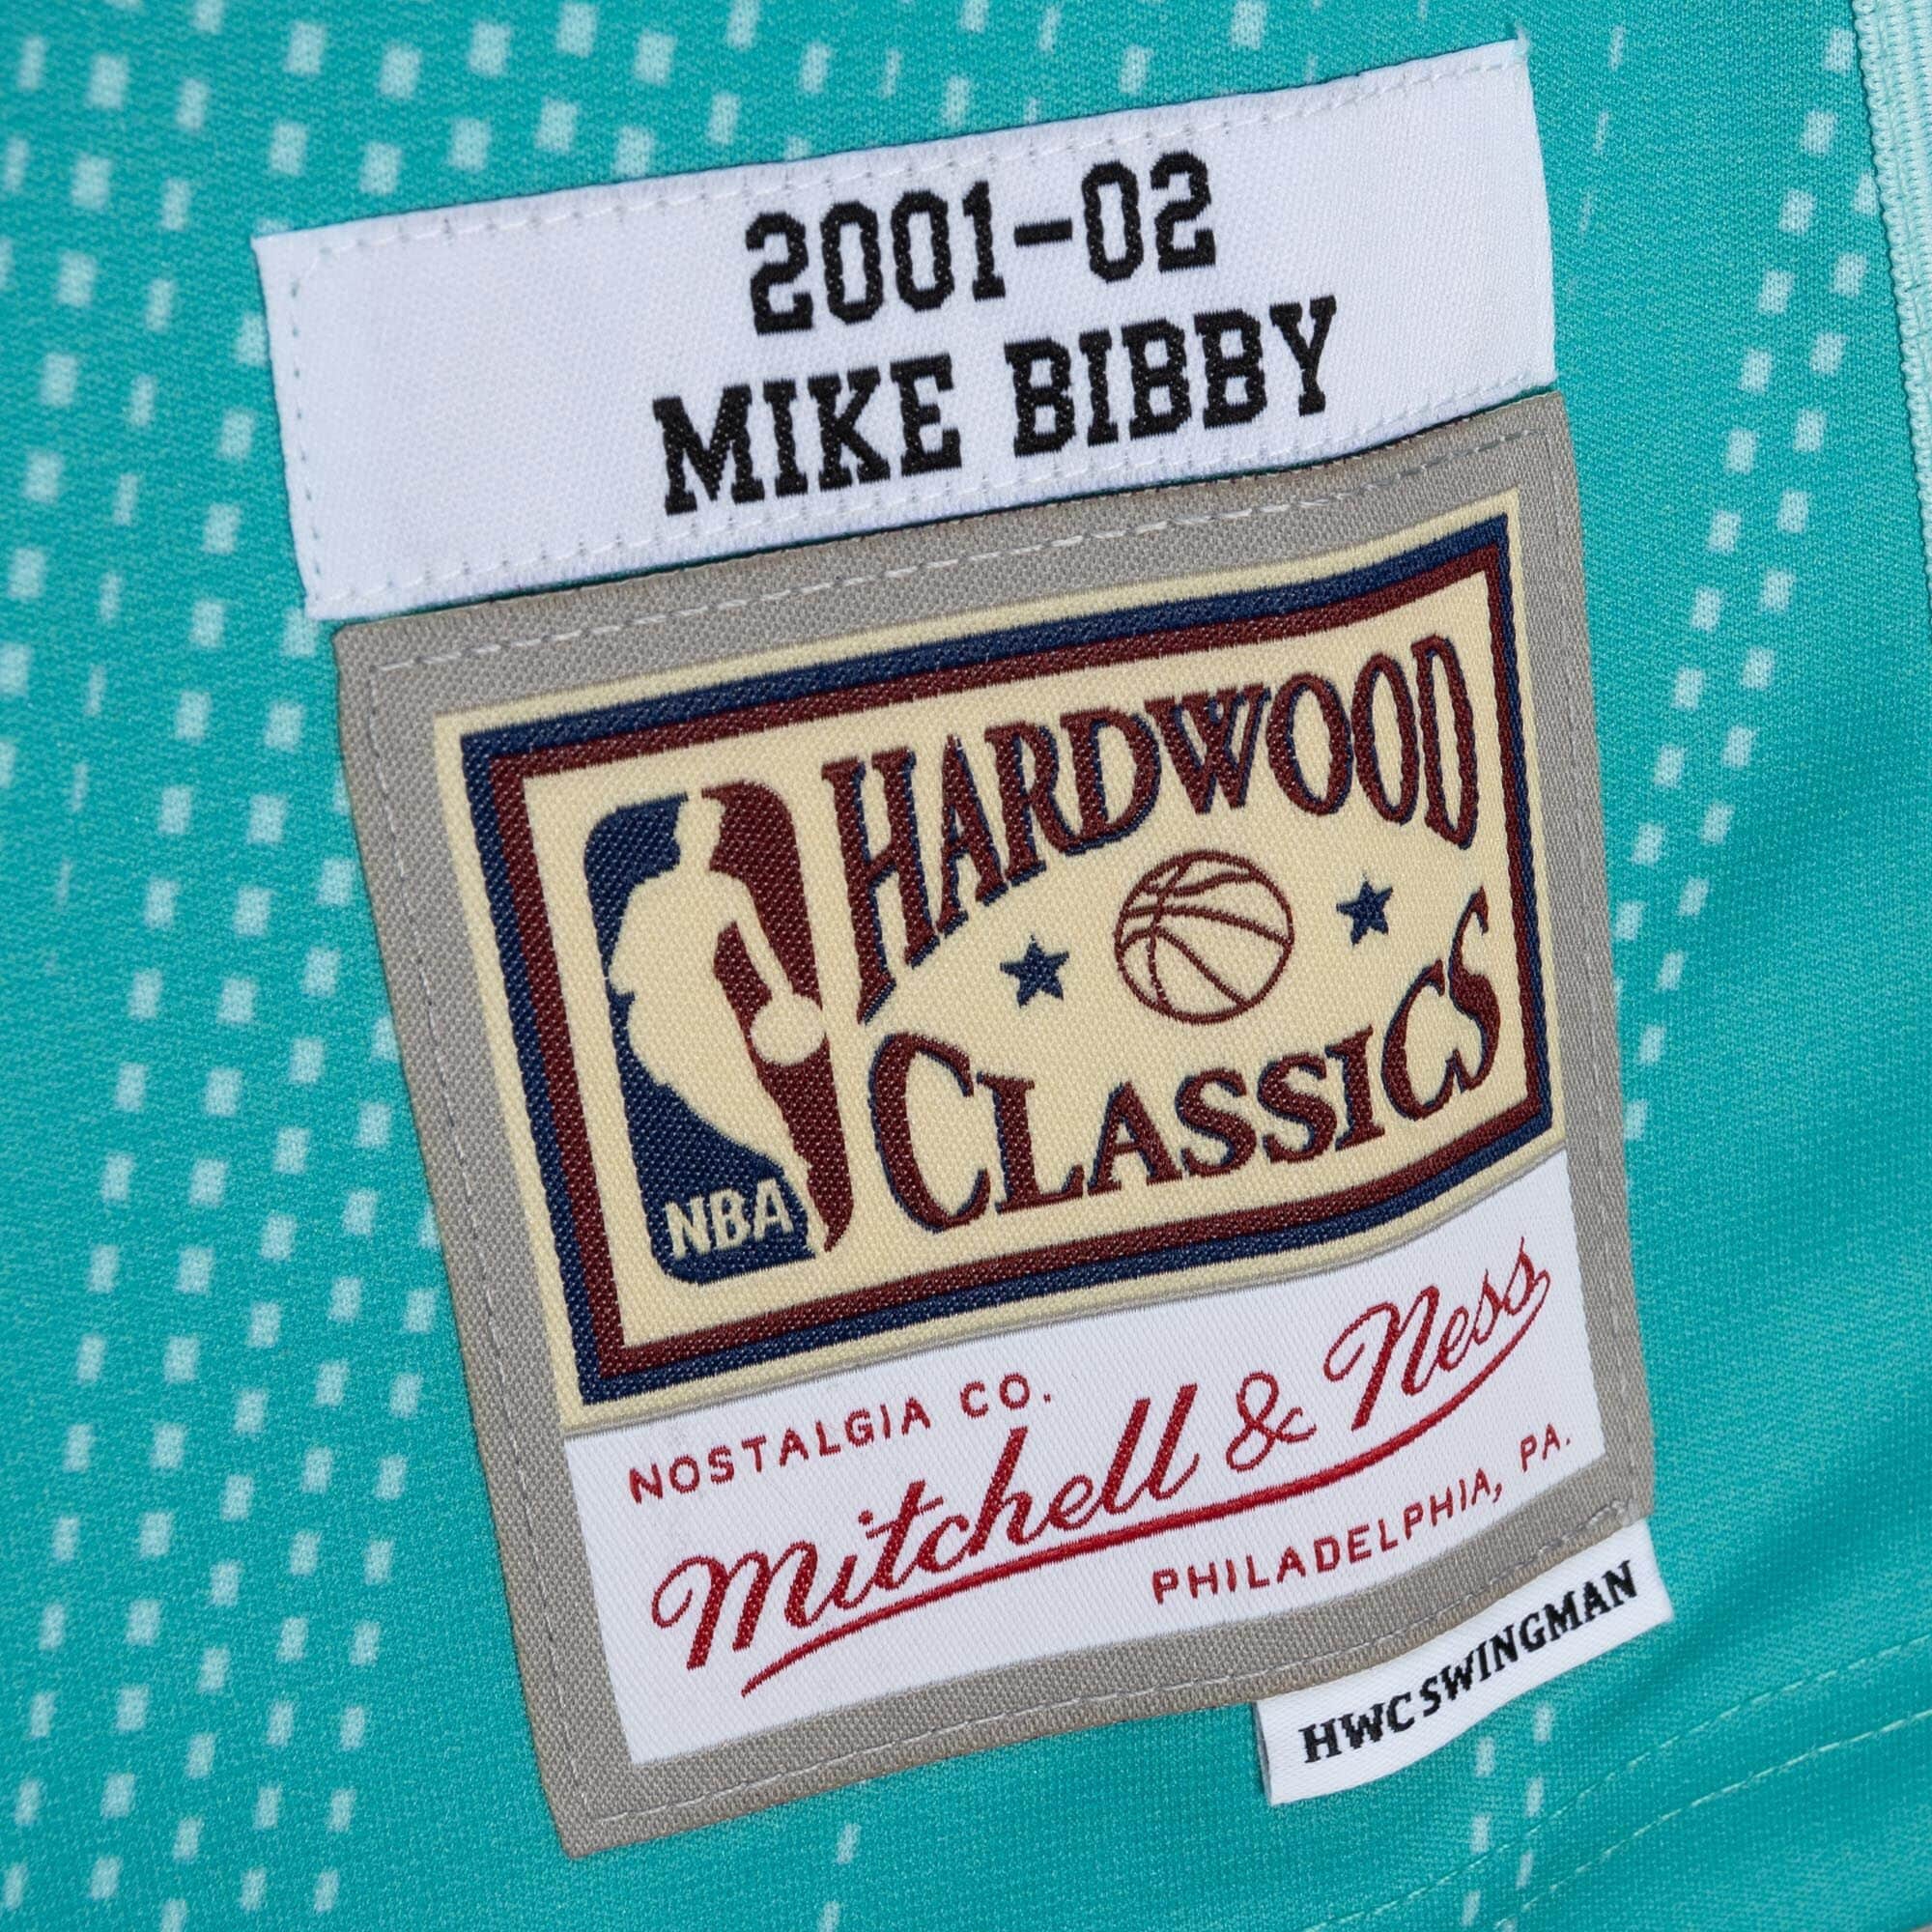 2001-02
MIKE BIBBY
HARDWOOD
CLASSICS
NBA
NOSTALGIA CO.
Mitchell & Ness
PHILADELPHIA, PA.
HWC SWINGMAN